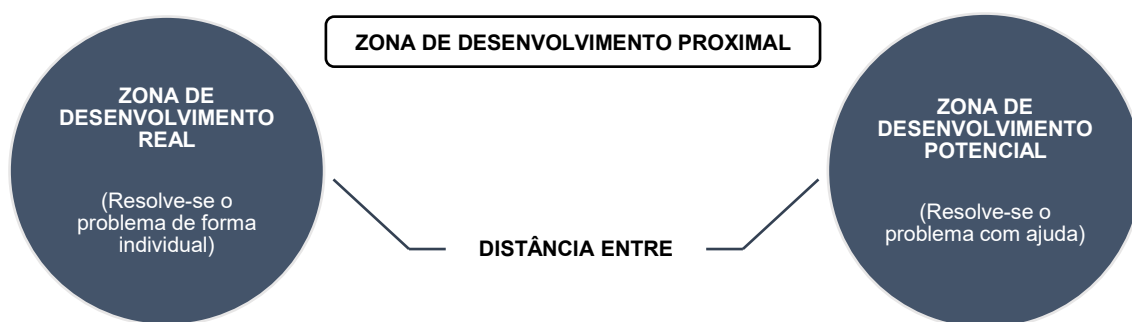 ZONA DE DESENVOLVIMENTO PROXIMAL
ZONA DE
DESENVOLVIMENTO
REAL
(Resolve-se o
problema de forma
individual)
DISTÂNCIA ENTRE
ZONA DE
DESENVOLVIMENTO
POTENCIAL
(Resolve-se o
problema com ajuda)